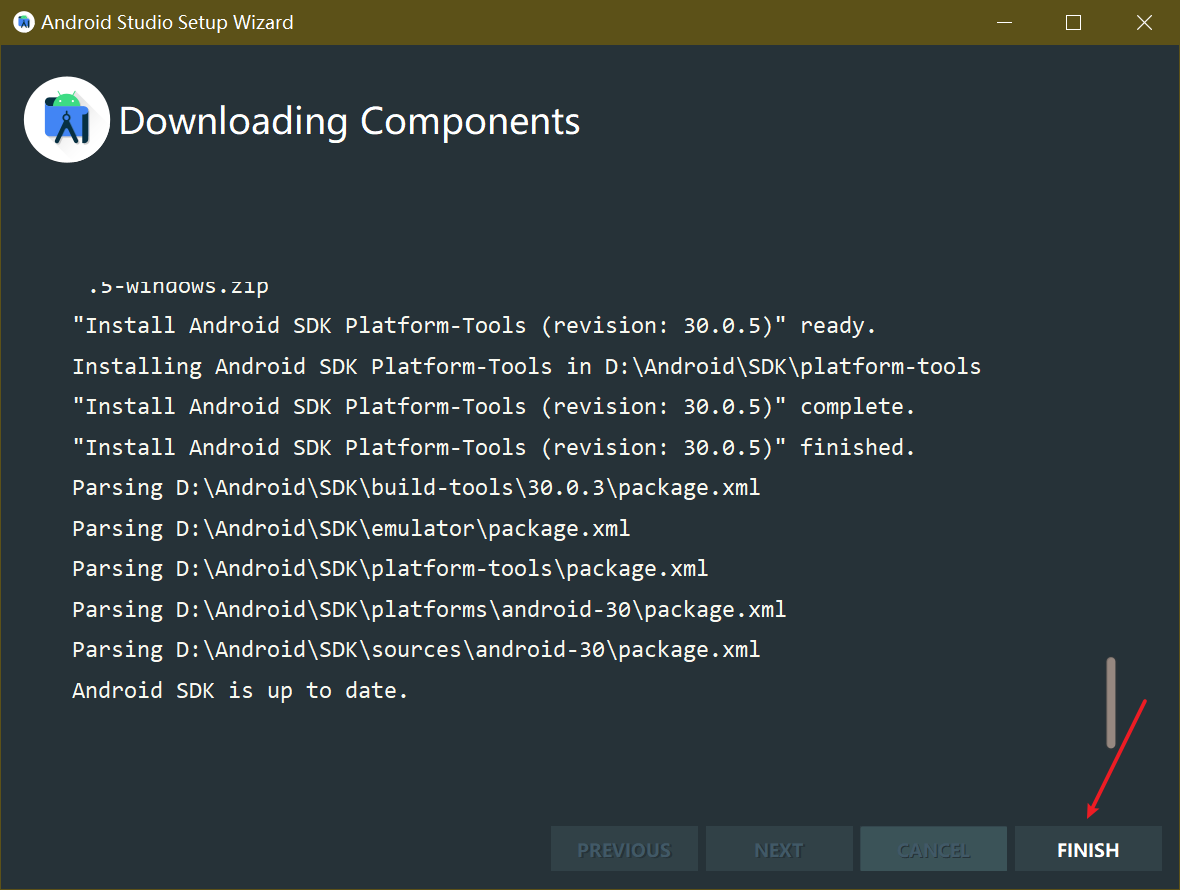 Android Studio Setup Wizard
Downloading Components
.5-windows.zip
"Install Android SDK Platform-Tools (revision: 30.0.5)" ready.
Installing Android SDK Platform-Tools in D:\Android\SDK\platform-tools
"Install Android SDK Platform-Tools (revision: 30.0.5)" complete.
"Install Android SDK Platform-Tools (revision: 30.0.5)" finished.
Parsing D:\Android\SDK\build-tools\30.0.3\package.xml
Parsing D:\Android\SDK\emulator\package.xml
Parsing D:\Android\SDK\platform-tools\package.xml
Parsing D:\Android\SDK\platforms\android-30\package.xml
Parsing D:\Android\SDK\sources\android-30\package.xml
Android SDK is up to date.
PREVIOUS NEXT CANCEL FINISH